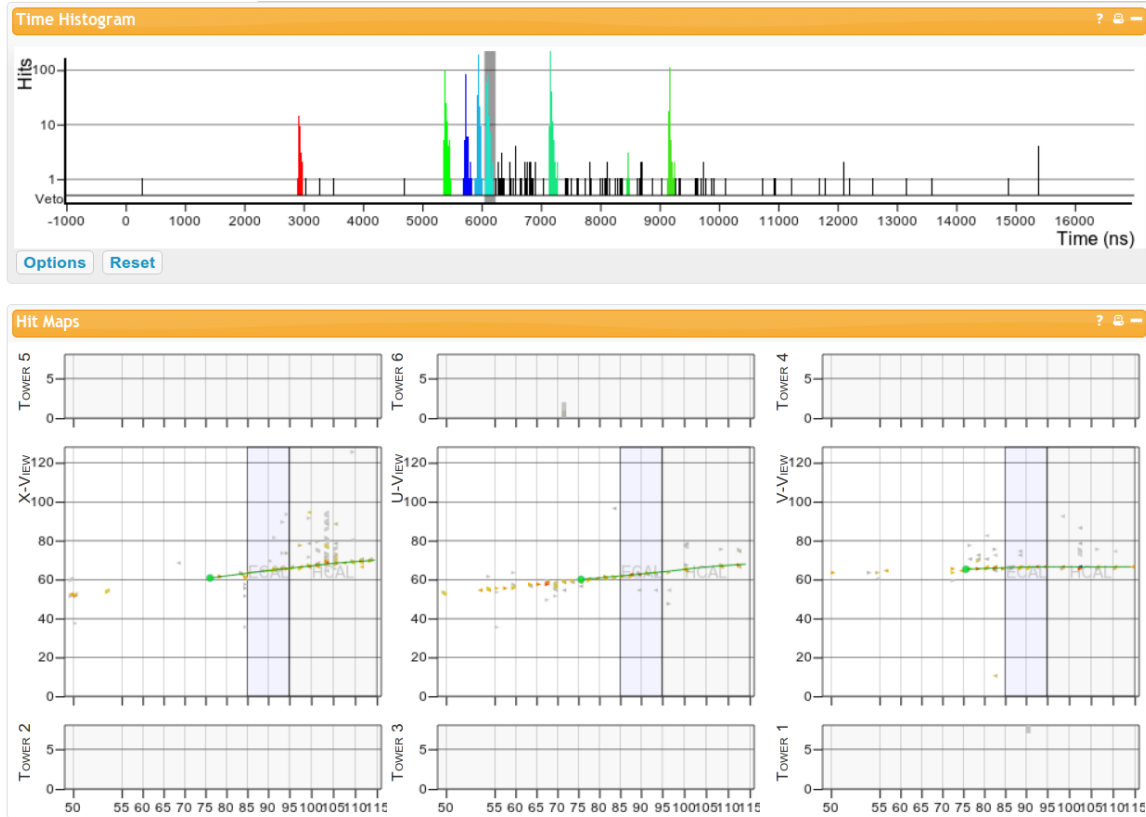 Time Histogram ?
Hits
100
10
1
Veto
-1000 0 1000 2000 3000 4000 5000 6000 7000 8000 9000 10000 11000 12000 13000 14000 15000 16000
Time (ns)
Options Reset
Hit Maps ?
TOWER 5 5 0
TOWER 6 5 0
TOWER 4 5 0
X-VIEW 120 100 80 60 40 20 0 ECAL HCAL
U-VIEW 120 100 80 60 40 20 0 ECAL HCAL
V-VIEW 120 100 80 60 40 20 0 ECAL HCAL
TOWER 2 5 0
TOWER 3 5 0
TOWER 1 5 0
50 55 60 65 70 75 80 85 90 95 100 105 110 115
50 55 60 65 70 75 80 85 90 95 100 105 110 115
50 55 60 65 70 75 80 85 90 95 100 105 110 115